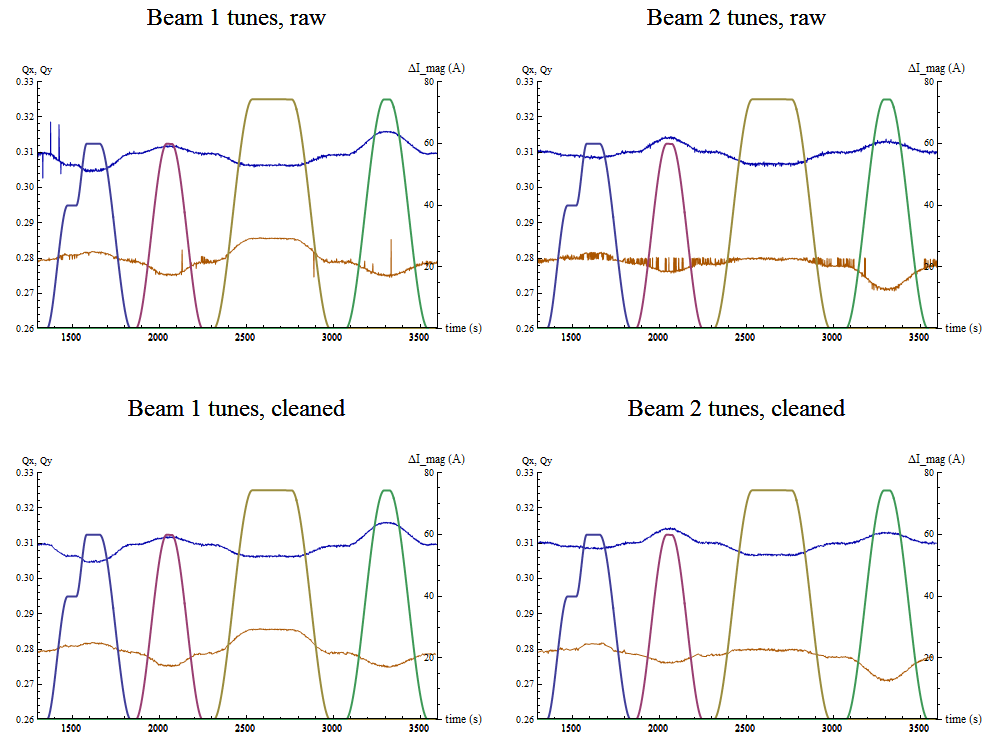 Beam 1 tunes, raw
Beam 2 tunes, raw
Qx, Qy
ΔI_mag (A)
0.33
0.32
0.31
0.30
0.29
0.28
0.27
0.26
80
60
40
20
1500 2000 2500 3000 3500
time (s)
Qx, Qy
ΔI_mag (A)
0.33
0.32
0.31
0.30
0.29
0.28
0.27
0.26
80
60
40
20
1500 2000 2500 3000 3500
time (s)
Beam 1 tunes, cleaned
Beam 2 tunes, cleaned
Qx, Qy
ΔI_mag (A)
0.33
0.32
0.31
0.30
0.29
0.28
0.27
0.26
80
60
40
20
1500 2000 2500 3000 3500
time (s)
Qx, Qy
ΔI_mag (A)
0.33
0.32
0.31
0.30
0.29
0.28
0.27
0.26
80
60
40
20
1500 2000 2500 3000 3500
time (s)